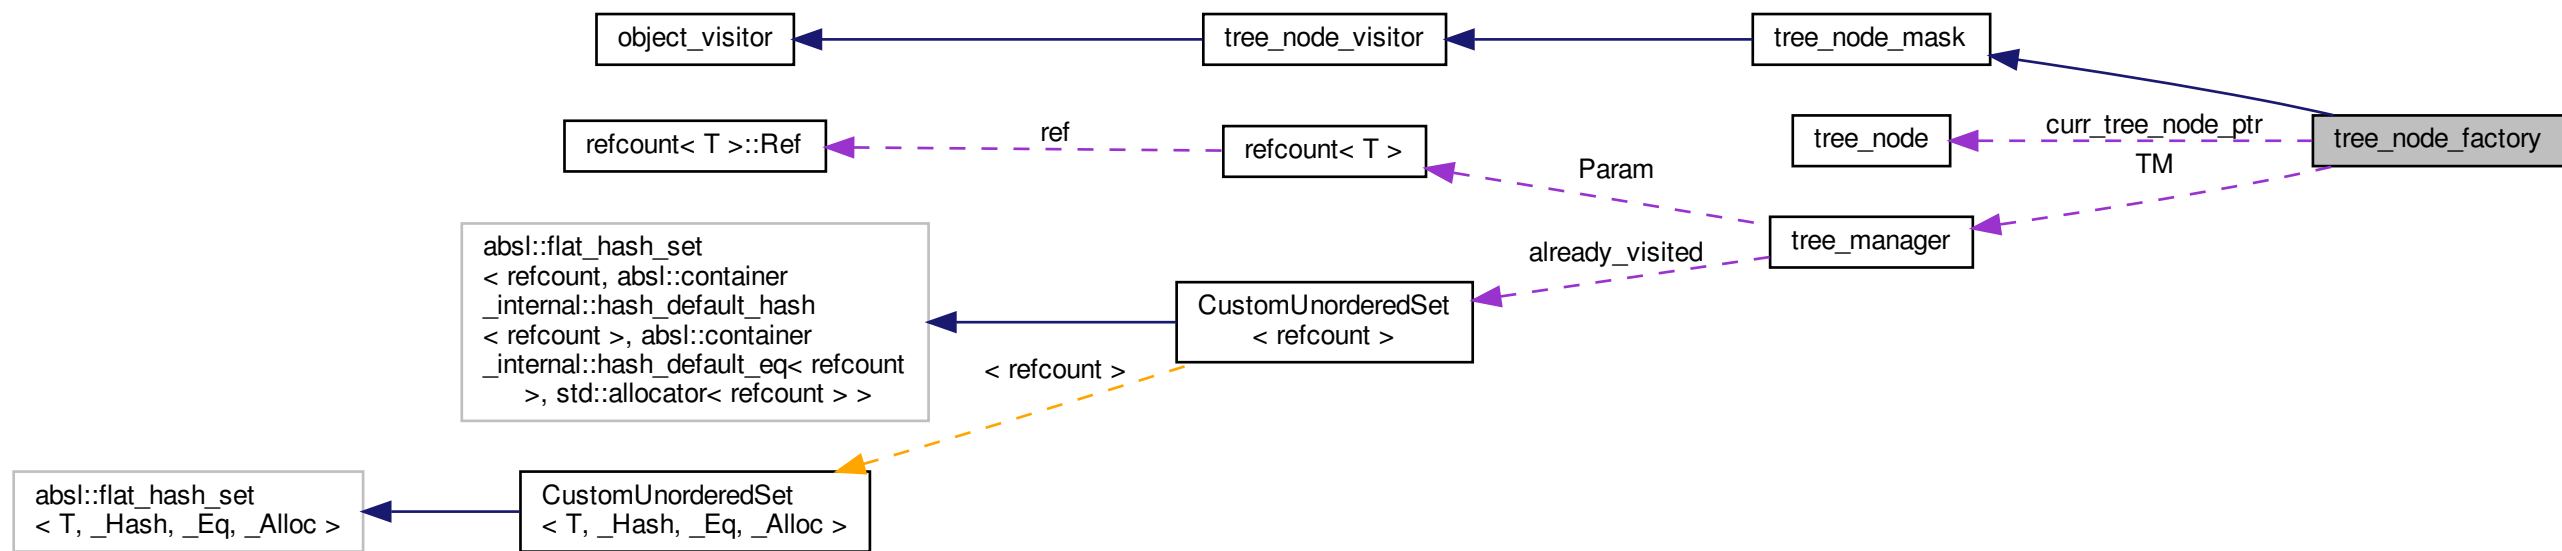 object_visitor
tree_node_visitor
tree_node_mask
refcount< T >::Ref
ref
refcount< T >
tree_node
curr_tree_node_ptr
tree_node_factory
Param
TM
tree_manager
already_visited
absl::flat_hash_set
< refcount, absl::container
_internal::hash_default_hash
< refcount >, absl::container
_internal::hash_default_eq< refcount
>, std::allocator< refcount > >
CustomUnorderedSet
< refcount >
< refcount >
absl::flat_hash_set
< T, _Hash, _Eq, _Alloc >
CustomUnorderedSet
< T, _Hash, _Eq, _Alloc >